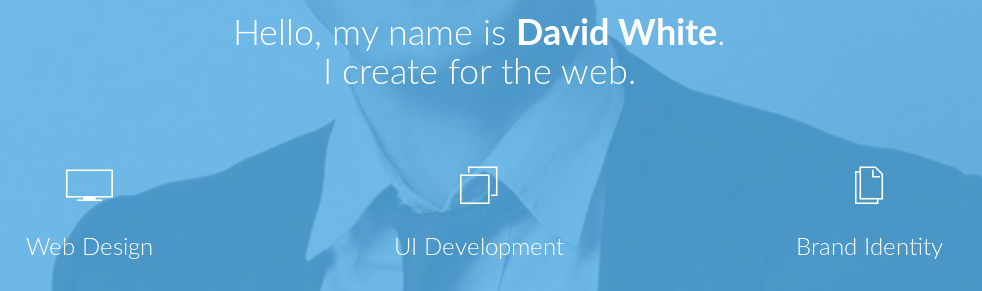 Hello, my name is David White.
I create for the web.
Web Design
UI Development
Brand Identity